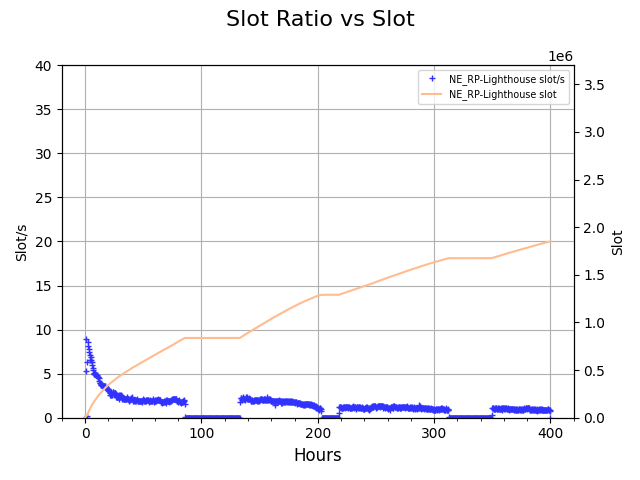 Slot Ratio vs Slot
1e6
NE_RP-Lighthouse slot/s
NE_RP-Lighthouse slot
40
35
30
25
20
15
10
5
0
Slot/s
3.5
3.0
2.5
2.0
1.5
1.0
0.5
0.0
Slot
0 100 200 300 400
Hours